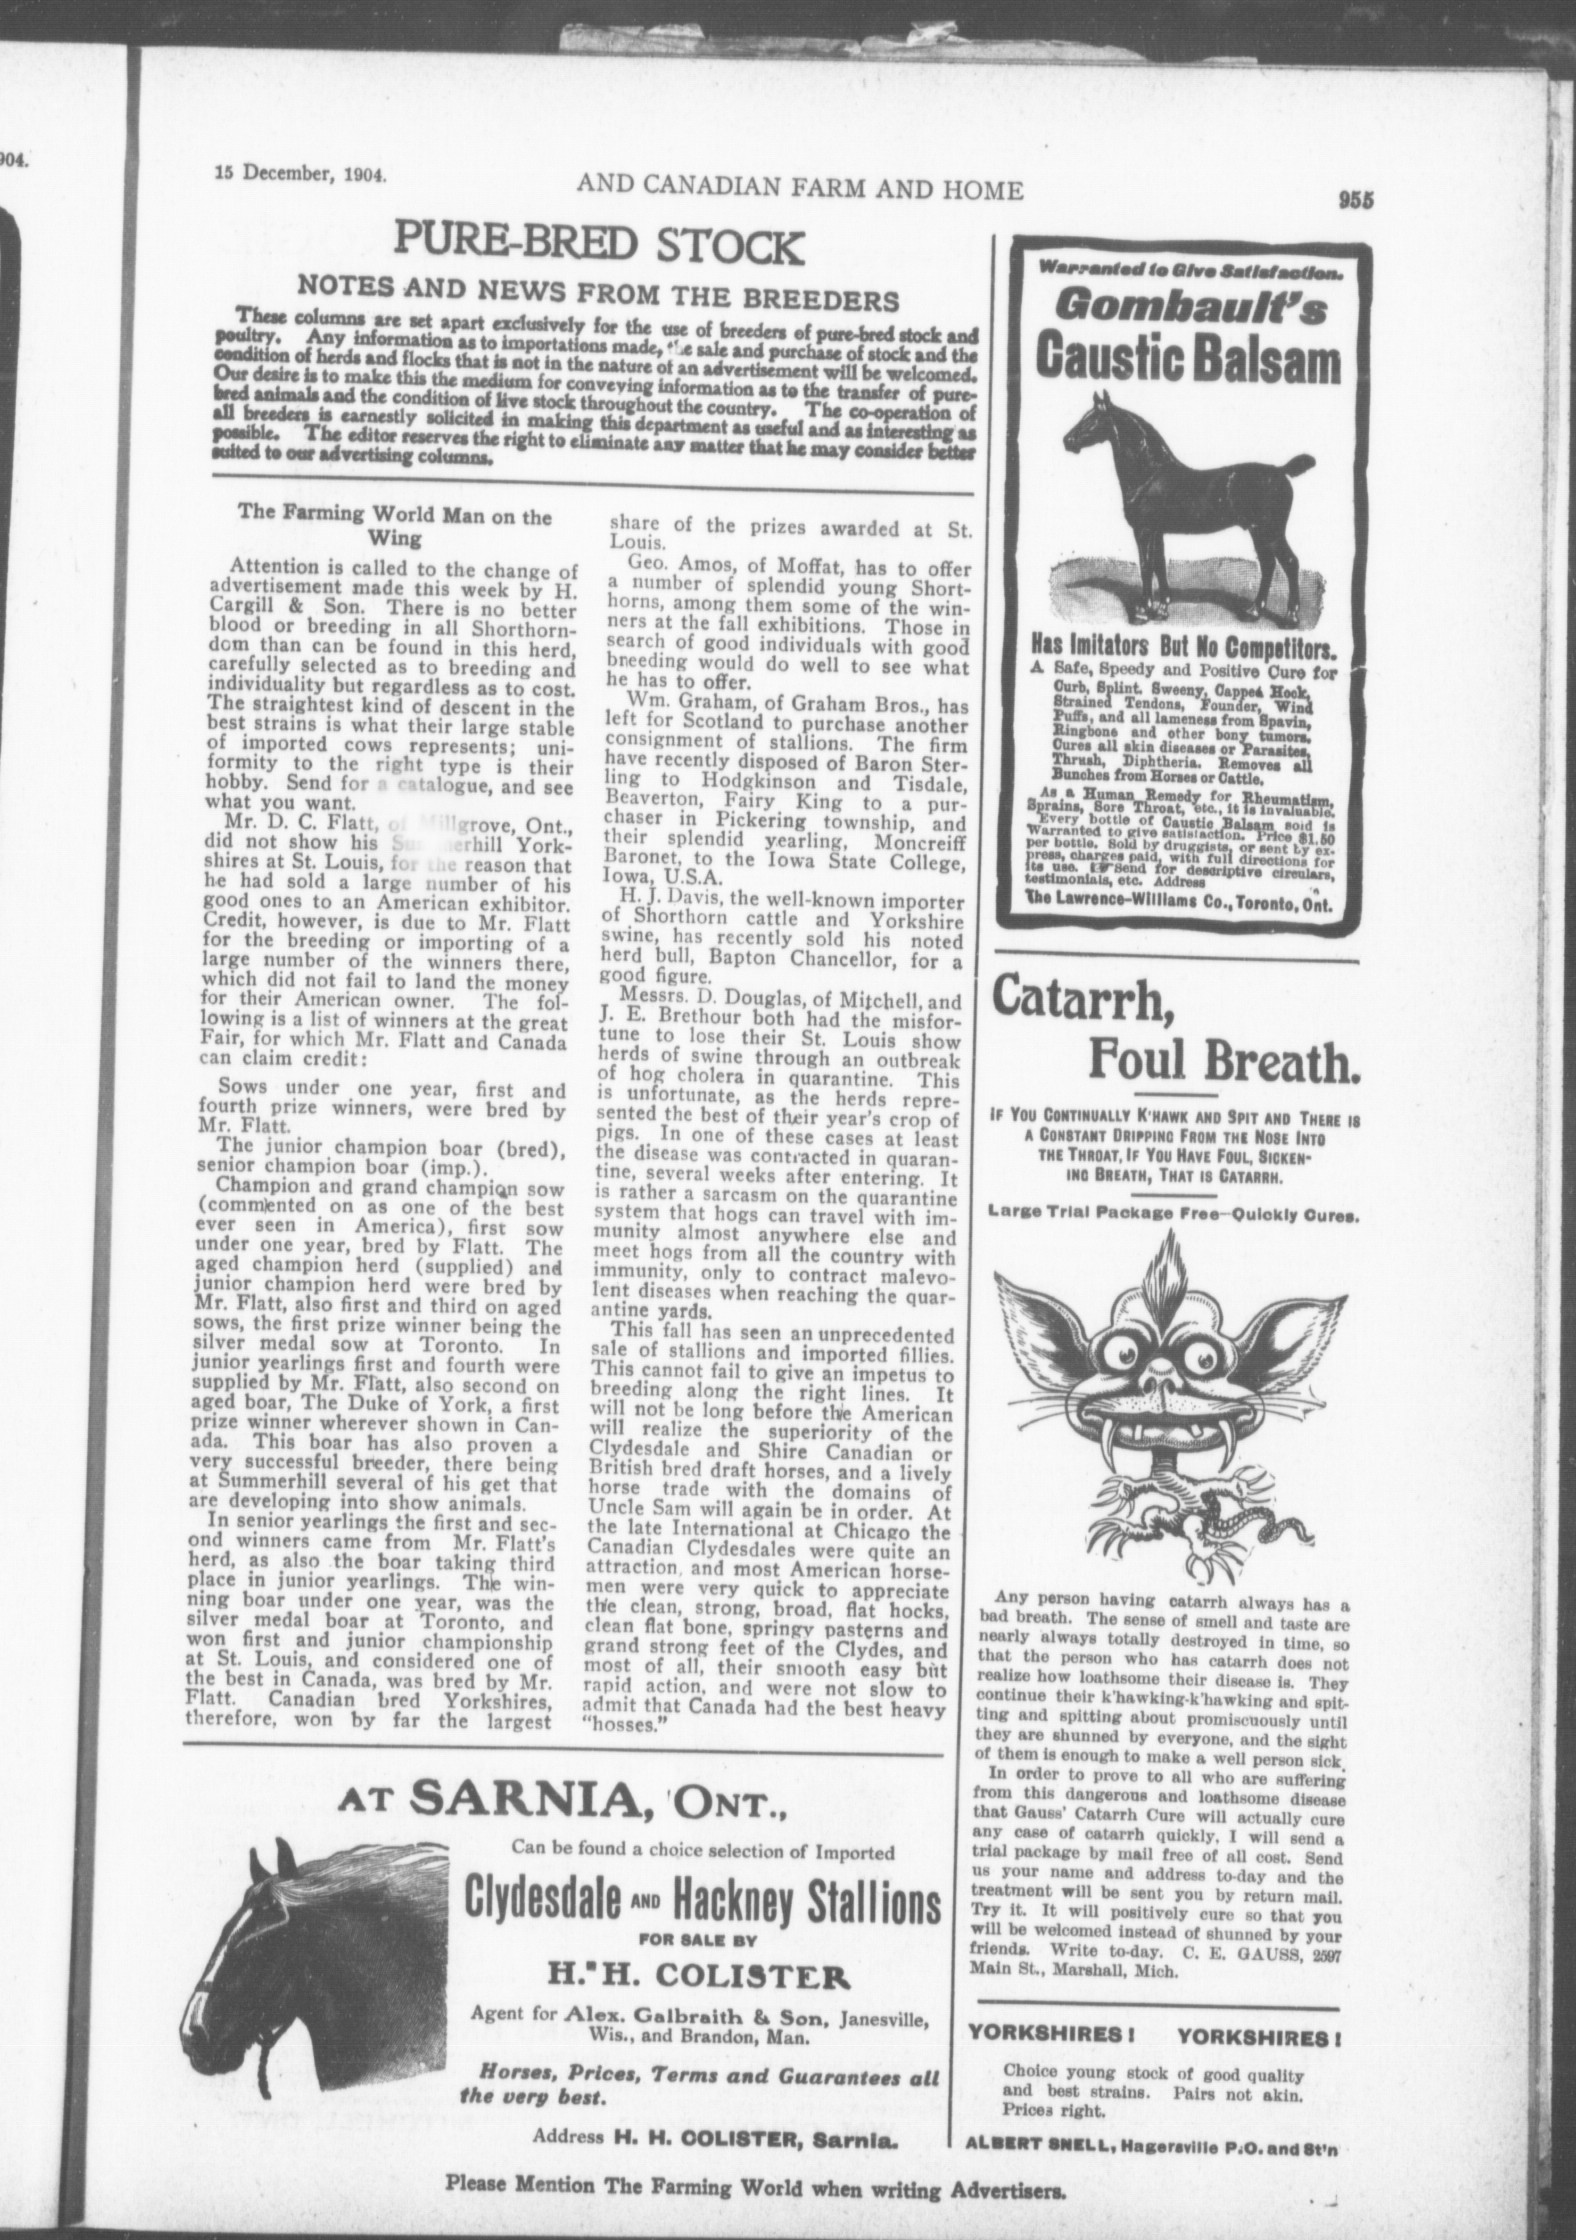 904.
15 December, 1904.
AND CANADIAN FARM AND HOME
955
PURE-BRED STOCK
NOTES AND NEWS FROM THE BREEDERS
These columns are set apart exclusively for the use of breeders of pure-bred stock and
poultry. Any information as to importations made, the sale and purchase of stock and the
condition of herds and flocks that is not in the nature of an advertisement will be welcomed.
Our desire is to make this the medium for conveying information as to the transfer of pure-
bred animals and the condition of live stock throughout the country. The co-operation of
all breeders is earnestly solicited in making this department as useful and as interesting as
possible. The editor reserves the right to eliminate any matter that he may consider better
suited to our advertising columns.
The Farming World Man on the
Wing
Attention is called to the change of
advertisement made this week by H.
Cargill & Son. There is no better
blood or breeding in all Shorthorn-
dom than can be found in this herd,
carefully selected as to breeding and
individuality but regardless as to cost.
The straightest kind of descent in the
best strains is what their large stable
of imported cows represents; uni-
formity to the right type is their
hobby. Send for a catalogue, and see
what you want.
Mr. D. C. Flatt, of Millgrove, Ont.,
did not show his Summerhill York-
shires at St. Louis, for the reason that
he had sold a large number of his
good ones to an American exhibitor.
Credit, however, is due to Mr. Flatt
for the breeding or importing of a
large number of the winners there,
which did not fail to land the money
for their American owner. The fol-
lowing is a list of winners at the great
Fair, for which Mr. Flatt and Canada
can claim credit:
Sows under one year, first and
fourth prize winners, were bred by
Mr. Flatt.
The junior champion boar (bred),
senior champion boar (imp.).
Champion and grand champion sow
(commented on as one of the best
ever seen in America), first sow
under one year, bred by Flatt. The
aged champion herd (supplied) and
junior champion herd were bred by
Mr. Flatt, also first and third on aged
sows, the first prize winner being the
silver medal sow at Toronto. In
junior yearlings first and fourth were
supplied by Mr. Flatt, also second on
aged boar, The Duke of York, a first
prize winner wherever shown in Can-
ada. This boar has also proven a
very successful breeder, there being
at Summerhill several of his get that
are developing into show animals.
In senior yearlings the first and sec-
ond winners came from Mr. Flatt's
herd, as also the boar taking third
place in junior yearlings. The win-
ning boar under one year, was the
silver medal boar at Toronto, and
won first and junior championship
at St. Louis, and considered one of
the best in Canada, was bred by Mr.
Flatt. Canadian bred Yorkshires,
therefore, won by far the largest
share of the prizes awarded at St.
Louis.
Geo. Amos, of Moffat, has to offer
a number of splendid young Short-
horns, among them some of the win-
ners at the fall exhibitions. Those in
search of good individuals with good
breeding would do well to see what
he has to offer.
Wm. Graham, of Graham Bros., has
left for Scotland to purchase another
consignment of stallions. The firm
have recently disposed of Baron Ster-
ling to Hodgkinson and Tisdale,
Beaverton, Fairy King to a pur-
chaser in Pickering township, and
their splendid yearling, Moncreiff
Baronet, to the Iowa State College,
Iowa, U.S.A.
H. J. Davis, the well-known importer
of Shorthorn cattle and Yorkshire
swine, has recently sold his noted
herd bull, Bapton Chancellor, for a
good figure.
Messrs. D. Douglas, of Mitchell, and
J. E. Brethour both had the misfor-
tune to lose their St. Louis show
herds of swine through an outbreak
of hog cholera in quarantine. This
is unfortunate, as the herds repre-
sented the best of their year's crop of
pigs. In one of these cases at least
the disease was contracted in quaran-
tine, several weeks after entering. It
is rather a sarcasm on the quarantine
system that hogs can travel with im-
munity almost anywhere else and
meet hogs from all the country with
immunity, only to contract malevo-
lent diseases when reaching the quar-
antine yards.
This fall has seen an unprecedented
sale of stallions and imported fillies.
This cannot fail to give an impetus to
breeding along the right lines. It
will not be long before the American
will realize the superiority of the
Clydesdale and Shire Canadian or
British bred draft horses, and a lively
horse trade with the domains of
Uncle Sam will again be in order. At
the late International at Chicago the
Canadian Clydesdales were quite an
attraction, and most American horse-
men were very quick to appreciate
the clean, strong, broad, flat hocks,
clean flat bone, springy pasterns and
grand strong feet of the Clydes, and
most of all, their smooth easy but
rapid action, and were not slow to
admit that Canada had the best heavy
"hosses."
AT SARNIA, ONT.,
Can be found a choice selection of Imported
Clydesdale AND Hackney Stallions
FOR SALE BY
H. H. COLISTER
Agent for Alex. Galbraith & Son, Janesville,
Wis., and Brandon, Man.
Horses, Prices, Terms and Guarantees all
the very best.
Address H. H. COLISTER, Sarnia.
Warranted to Give Satisfaction.
Gombault's
Caustic Balsam
Has Imitators But No Competitors.
A Safe, Speedy and Positive Cure for
Curb, Splint, Sweeny, Capped Hock,
Strained Tendons, Founder, Wind
Puffs, and all lameness from Spavin,
Ringbone and other bony tumors.
Cures all skin diseases or Parasites,
Thrush, Diphtheria. Removes all
Bunches from Horses or Cattle.
As a Human Remedy for Rheumatism,
Sprains, Sore Throat, etc., it is invaluable.
Every bottle of Caustic Balsam sold is
Warranted to give satisfaction. Price $1.50
per bottle. Sold by druggists, or sent by ex-
press, charges paid, with full directions for
its use. ☞Send for descriptive circulars,
testimonials, etc. Address
The Lawrence-Williams Co., Toronto, Ont.
Catarrh,
Foul Breath.
IF YOU CONTINUALLY K'HAWK AND SPIT AND THERE IS
A CONSTANT DRIPPING FROM THE NOSE INTO
THE THROAT, IF YOU HAVE FOUL, SICKEN-
ING BREATH, THAT IS CATARRH.
Large Trial Package Free—Quickly Cures.
Any person having catarrh always has a
bad breath. The sense of smell and taste are
nearly always totally destroyed in time, so
that the person who has catarrh does not
realize how loathsome their disease is. They
continue their k'hawking-k'hawking and spit-
ting and spitting about promiscuously until
they are shunned by everyone, and the sight
of them is enough to make a well person sick.
In order to prove to all who are suffering
from this dangerous and loathsome disease
that Gauss' Catarrh Cure will actually cure
any case of catarrh quickly, I will send a
trial package by mail free of all cost. Send
us your name and address to-day and the
treatment will be sent you by return mail.
Try it. It will positively cure so that you
will be welcomed instead of shunned by your
friends. Write to-day. C. E. GAUSS, 2597
Main St., Marshall, Mich.
YORKSHIRES! YORKSHIRES!
Choice young stock of good quality
and best strains. Pairs not akin.
Prices right.
ALBERT SNELL, Hagersville P.O. and St'n
Please Mention The Farming World when writing Advertisers.